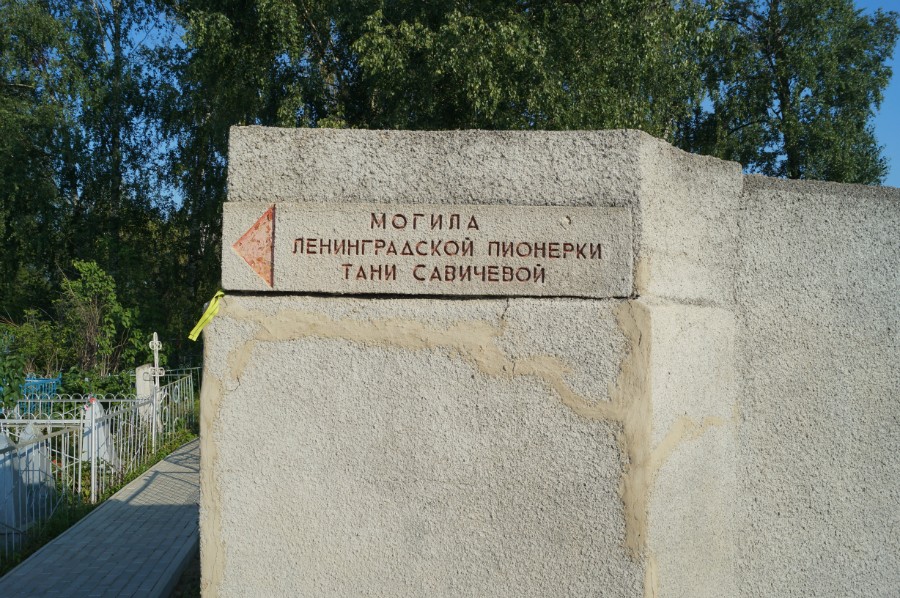 МОГИЛА
ЛЕНИНГРАДСКОЙ ПИОНЕРКИ
ТАНИ САВИЧЕВОЙ